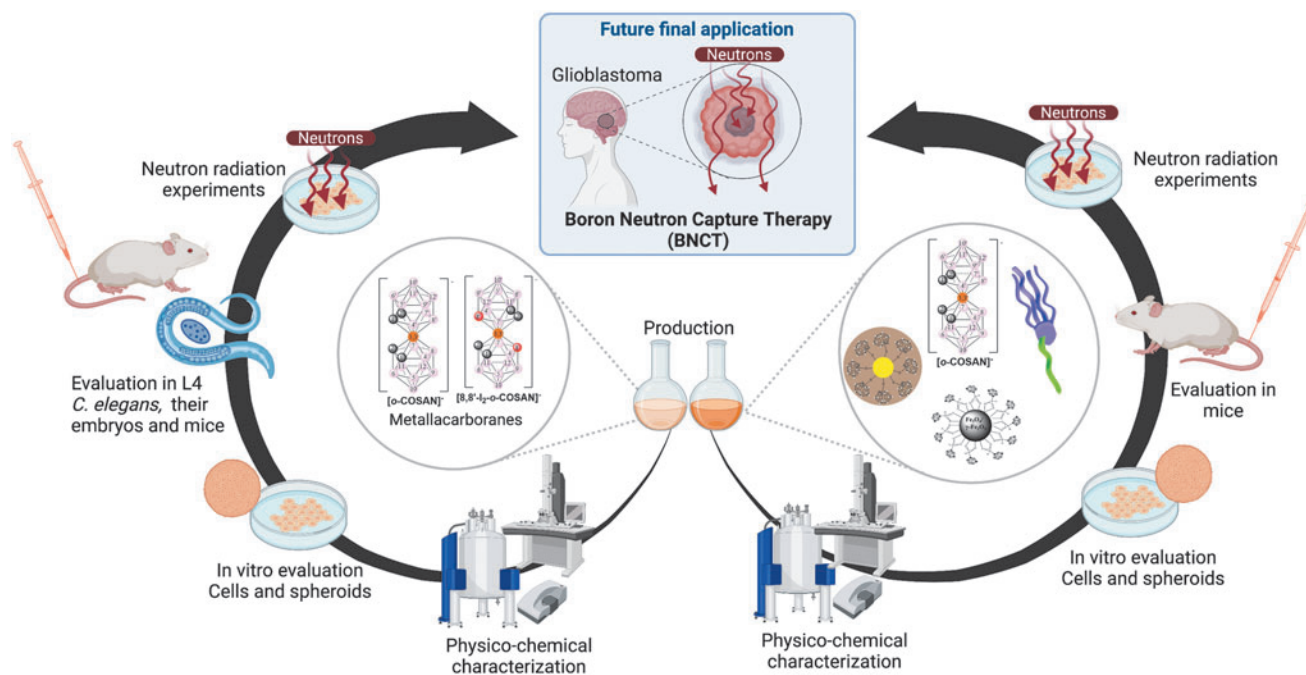 Future final application
Neutrons
Glioblastoma
Boron Neutron Capture Therapy
(BNCT)
Neutrons
Neutron radiation
experiments
Evaluation in L4
C. elegans, their
embryos and mice
In vitro evaluation
Cells and spheroids
Physico-chemical
characterization
[o-COSAN]⁻
[8,8'-I₂-o-COSAN]⁻
Metallacarboranes
Production
[o-COSAN]⁻
Physico-chemical
characterization
In vitro evaluation
Cells and spheroids
Evaluation in
mice
Neutrons
Neutron radiation
experiments